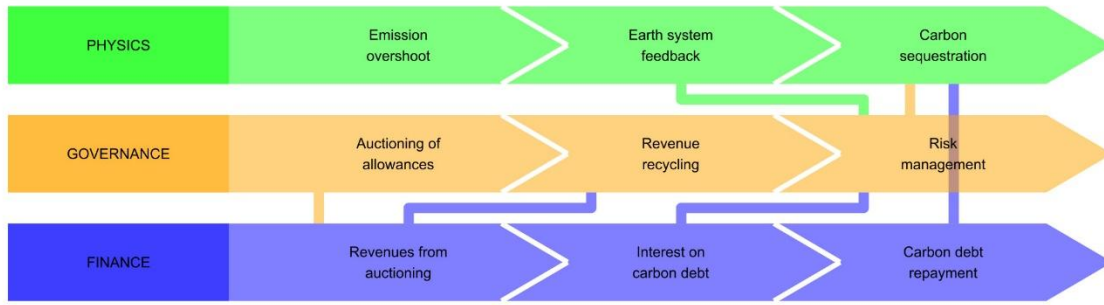 PHYSICS
Emission
overshoot
Earth system
feedback
Carbon
sequestration
GOVERNANCE
Auctioning of
allowances
Revenue
recycling
Risk
management
FINANCE
Revenues from
auctioning
Interest on
carbon debt
Carbon debt
repayment